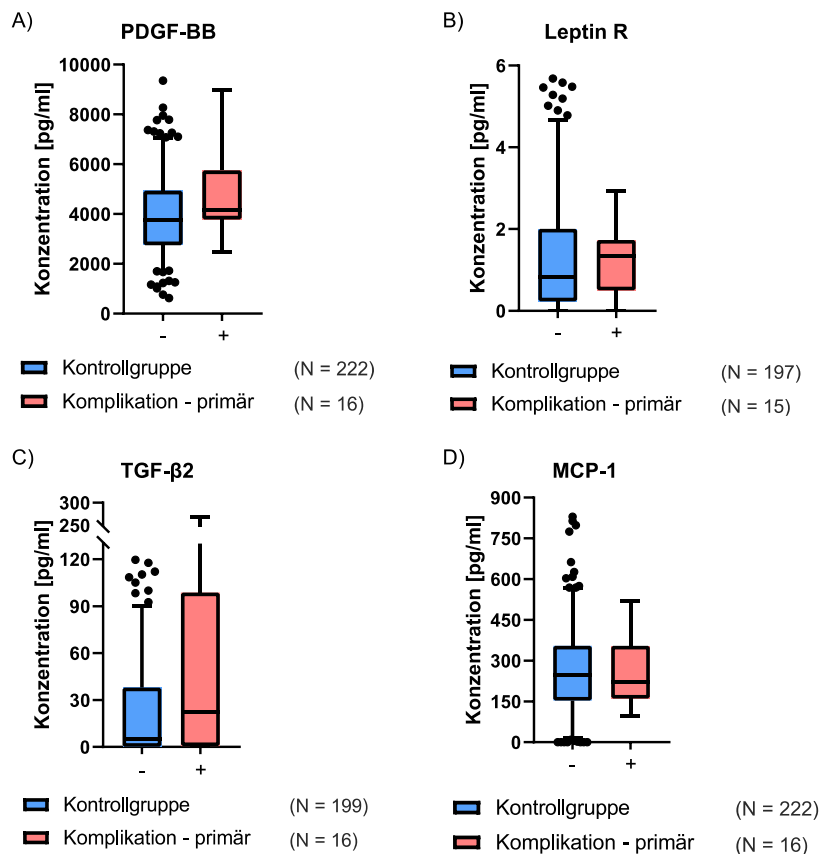 A)
PDGF-BB
Konzentration [pg/ml]
10000
8000
6000
4000
2000
0
-
+
Kontrollgruppe (N = 222)
Komplikation - primär (N = 16)
B)
Leptin R
Konzentration [pg/ml]
6
4
2
0
-
+
Kontrollgruppe (N = 197)
Komplikation - primär (N = 15)
C)
TGF-β2
Konzentration [pg/ml]
300
250
120
90
60
30
0
-
+
Kontrollgruppe (N = 199)
Komplikation - primär (N = 16)
D)
MCP-1
Konzentration [pg/ml]
900
750
600
450
300
150
0
-
+
Kontrollgruppe (N = 222)
Komplikation - primär (N = 16)